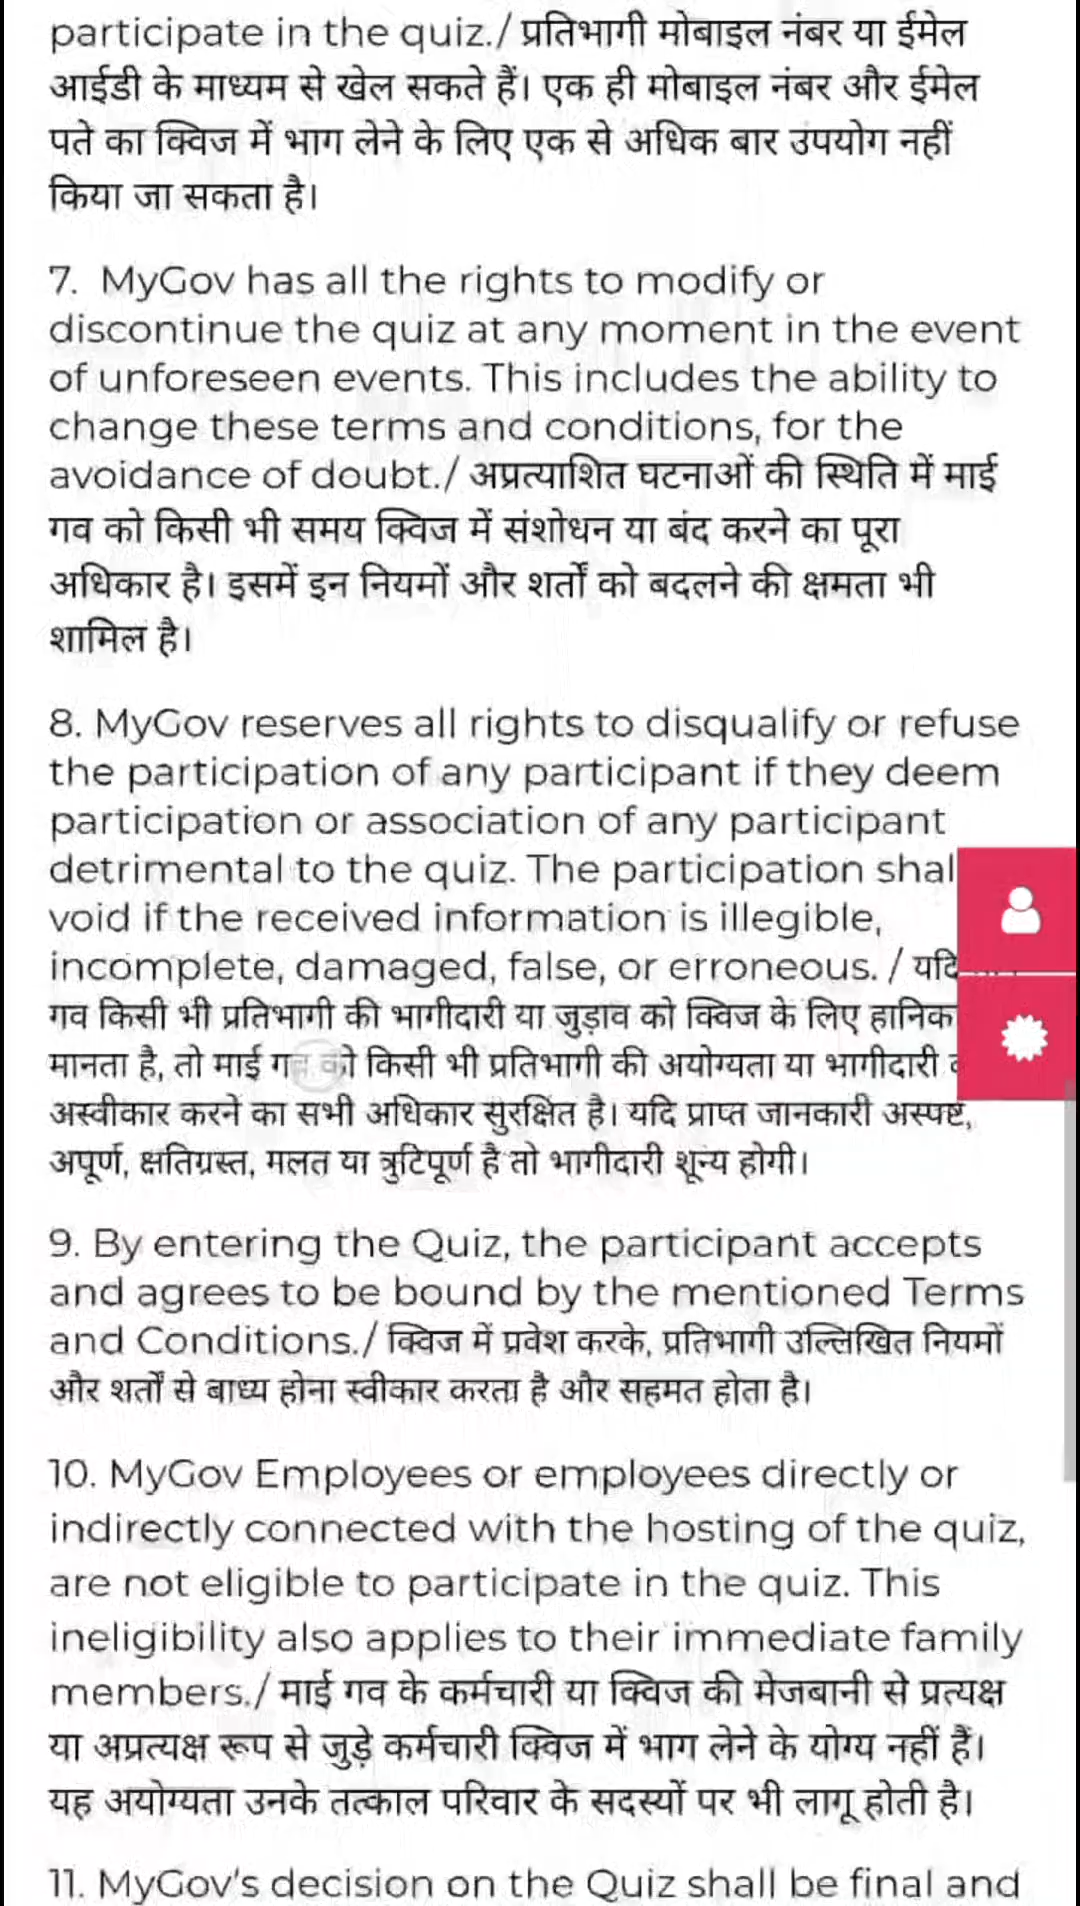 participate in the quiz./ प्रतिभागी मोबाइल नंबर या ईमेल
आईडी के माध्यम से खेल सकते हैं। एक ही मोबाइल नंबर और ईमेल
पते का क्विज में भाग लेने के लिए एक से अधिक बार उपयोग नहीं
किया जा सकता है।
7. MyGov has all the rights to modify or
discontinue the quiz at any moment in the event
of unforeseen events. This includes the ability to
change these terms and conditions, for the
avoidance of doubt./ अप्रत्याशित घटनाओं की स्थिति में माई
गव को किसी भी समय क्विज में संशोधन या बंद करने का पूरा
अधिकार है। इसमें इन नियमों और शर्तों को बदलने की क्षमता भी
शामिल है।
8. MyGov reserves all rights to disqualify or refuse
the participation of any participant if they deem
participation or association of any participant
detrimental to the quiz. The participation shal
void if the received information is illegible,
incomplete, damaged, false, or erroneous. / यदि
गव किसी भी प्रतिभागी की भागीदारी या जुड़ाव को क्विज के लिए हानिक
मानता है, तो माई गव को किसी भी प्रतिभागी की अयोग्यता या भागीदारी
अस्वीकार करने का सभी अधिकार सुरक्षित है। यदि प्राप्त जानकारी अस्पष्ट,
अपूर्ण, क्षतिग्रस्त, मलत या त्रुटिपूर्ण है तो भागीदारी शून्य होगी।
9. By entering the Quiz, the participant accepts
and agrees to be bound by the mentioned Terms
and Conditions./ क्विज में प्रवेश करके, प्रतिभागी उल्लिखित नियमों
और शर्तों से बाध्य होना स्वीकार करता है और सहमत होता है।
10. MyGov Employees or employees directly or
indirectly connected with the hosting of the quiz,
are not eligible to participate in the quiz. This
ineligibility also applies to their immediate family
members./ माई गव के कर्मचारी या क्विज की मेजबानी से प्रत्यक्ष
या अप्रत्यक्ष रूप से जुड़े कर्मचारी क्विज में भाग लेने के योग्य नहीं हैं।
यह अयोग्यता उनके तत्काल परिवार के सदस्यों पर भी लागू होती है।
11. MyGov's decision on the Quiz shall be final and